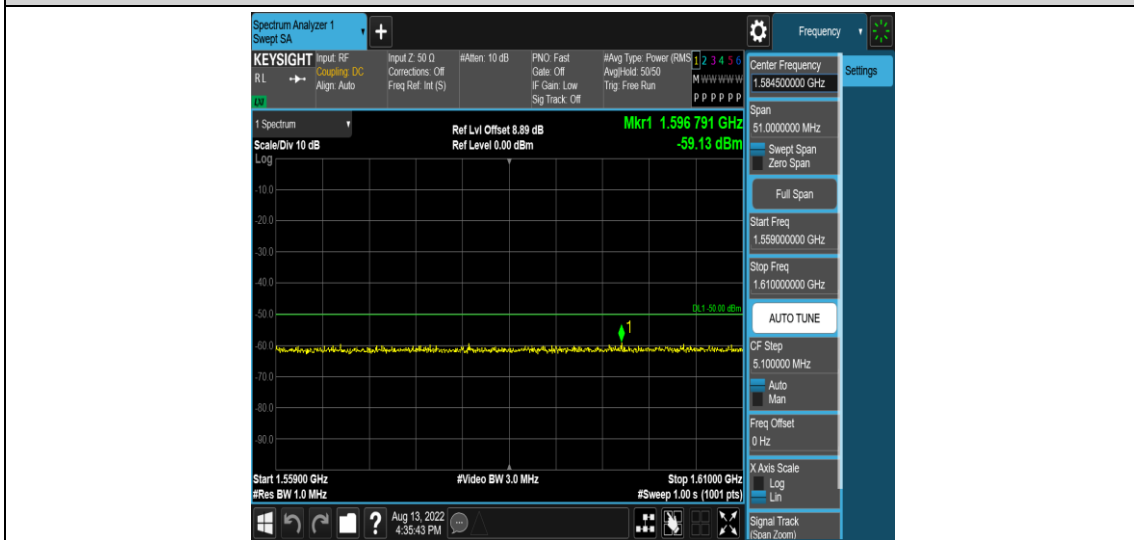 Spectrum Analyzer 1
Swept SA
+
Frequency
KEYSIGHT
RL
LXI
Input: RF
Coupling: DC
Align: Auto
Input Z: 50 Ω
Corrections: Off
Freq Ref: Int (S)
#Atten: 10 dB
PNO: Fast
Gate: Off
IF Gain: Low
Sig Track: Off
#Avg Type: Power (RMS
Avg|Hold: 50/50
Trig: Free Run
1 2 3 4 5 6
M W W W W W
P P P P P P
1 Spectrum
Scale/Div 10 dB
Ref Lvl Offset 8.89 dB
Ref Level 0.00 dBm
Mkr1 1.596 791 GHz
-59.13 dBm
Log
-10.0
-20.0
-30.0
-40.0
-50.0
-60.0
-70.0
-80.0
-90.0
DL1 -50.00 dBm
1
Start 1.55900 GHz
#Res BW 1.0 MHz
#Video BW 3.0 MHz
Stop 1.61000 GHz
#Sweep 1.00 s (1001 pts)
?
Aug 13, 2022
4:35:43 PM
Center Frequency
1.584500000 GHz
Settings
Span
51.0000000 MHz
Swept Span
Zero Span
Full Span
Start Freq
1.559000000 GHz
Stop Freq
1.610000000 GHz
AUTO TUNE
CF Step
5.100000 MHz
Auto
Man
Freq Offset
0 Hz
X Axis Scale
Log
Lin
Signal Track
(Span Zoom)